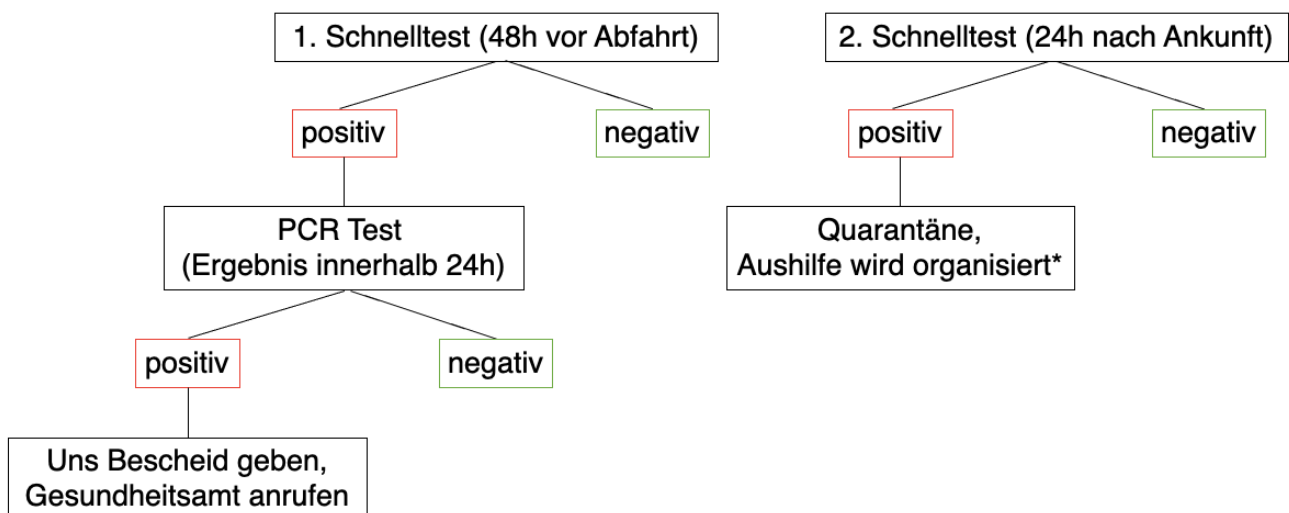 1. Schnelltest (48h vor Abfahrt)
positiv
negativ
PCR Test
(Ergebnis innerhalb 24h)
positiv
negativ
Uns Bescheid geben,
Gesundheitsamt anrufen
2. Schnelltest (24h nach Ankunft)
positiv
negativ
Quarantäne,
Aushilfe wird organisiert*